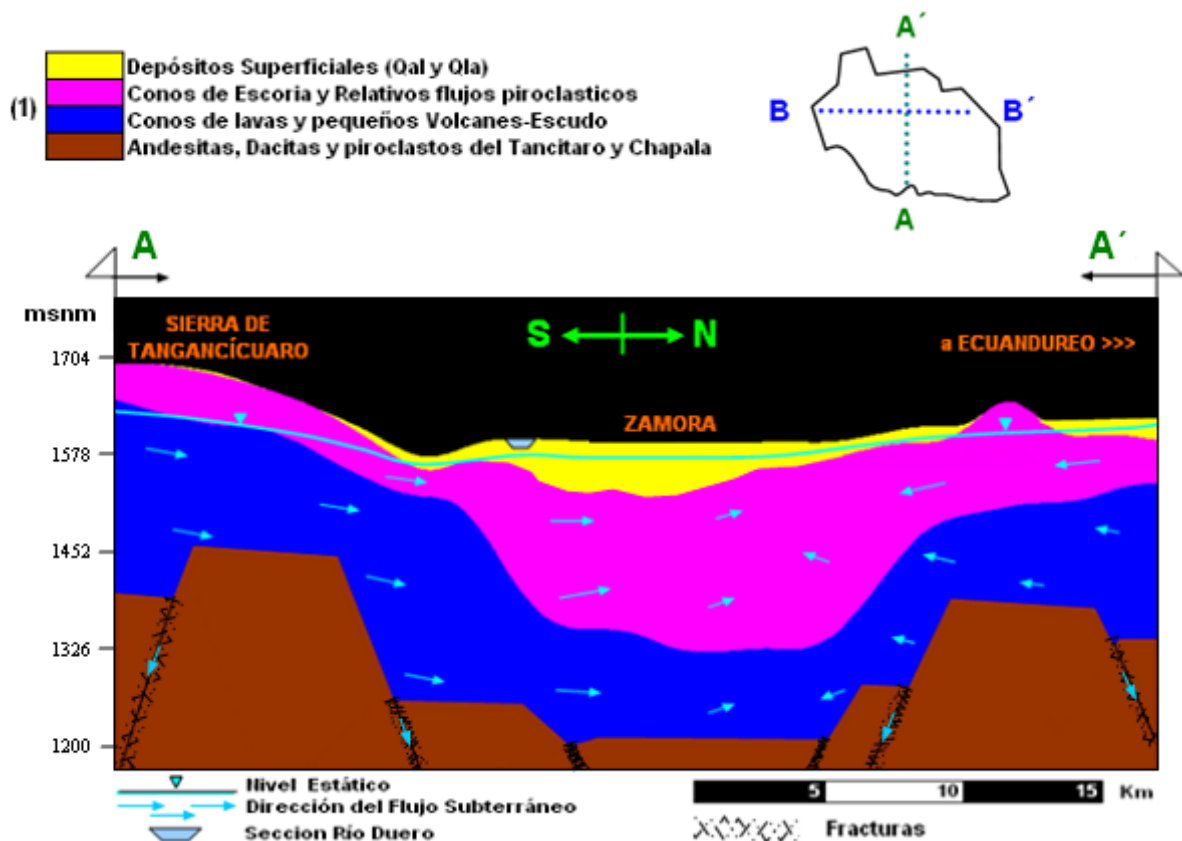 (1)
Depósitos Superficiales (Qal y Qla)
Conos de Escoria y Relativos flujos piroclasticos
Conos de lavas y pequeños Volcanes-Escudo
Andesitas, Dacitas y piroclastos del Tancitaro y Chapala
A´
B
B´
A
A
A´
msnm
SIERRA DE
TANGANCÍCUARO
S
N
a ECUANDUREO >>>
1704
ZAMORA
1578
1452
1326
1200
Nivel Estático
Dirección del Flujo Subterráneo
Seccion Río Duero
5
10
15
Km
Fracturas